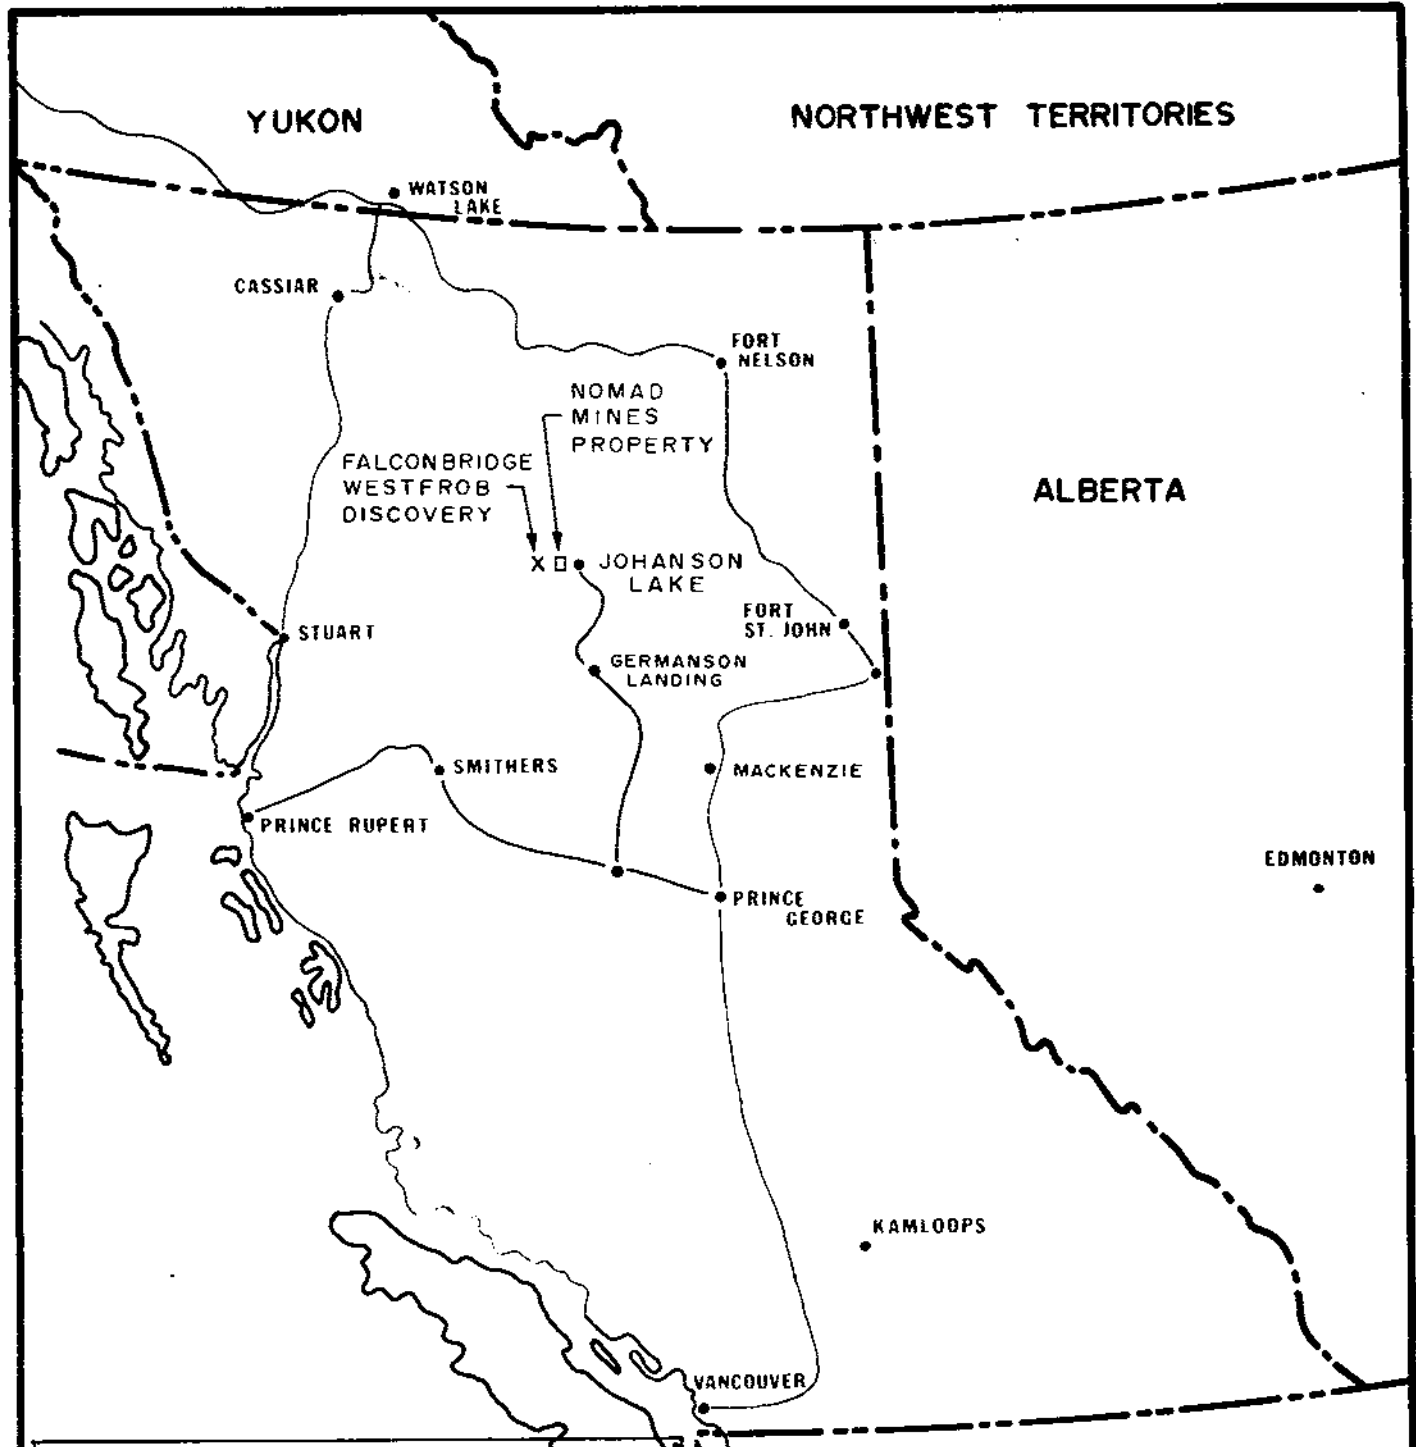 YUKON
NORTHWEST TERRITORIES
WATSON
LAKE
CASSIAR
FORT
NELSON
NOMAD
MINES
PROPERTY
FALCONBRIDGE
WESTFROB
DISCOVERY
ALBERTA
X
JOHANSON
LAKE
FORT
ST. JOHN
STUART
GERMANSON
LANDING
SMITHERS
MACKENZIE
PRINCE RUPERT
EDMONTON
PRINCE
GEORGE
KAMLOOPS
VANCOUVER